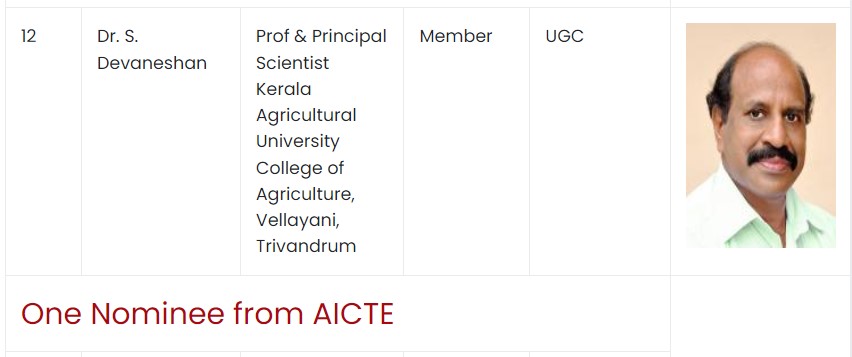 12
Dr. S.
Devaneshan
Prof & Principal
Scientist
Kerala
Agricultural
University
College of
Agriculture,
Vellayani,
Trivandrum
Member
UGC
One Nominee from AICTE